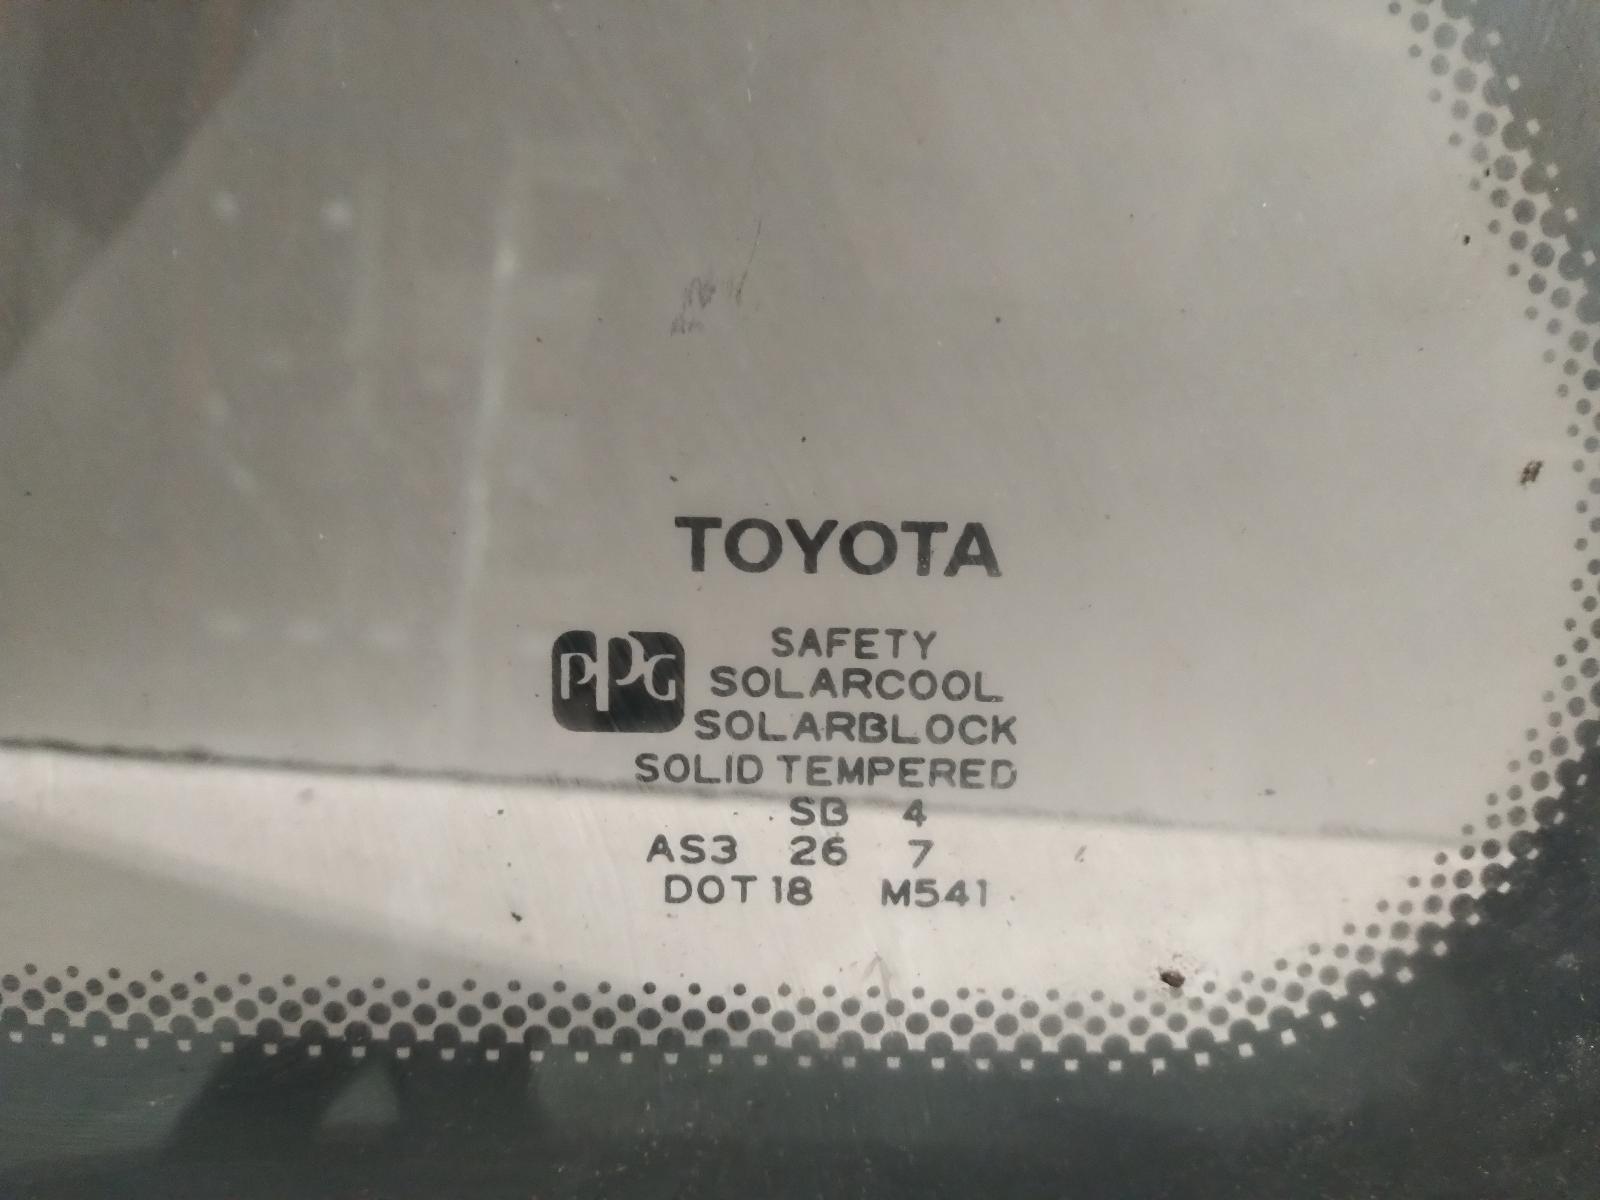 TOYOTA
PPG
SAFETY
SOLARCOOL
SOLARBLOCK
SOLID TEMPERED
SB 4
AS3 26 7
DOT 18 M541